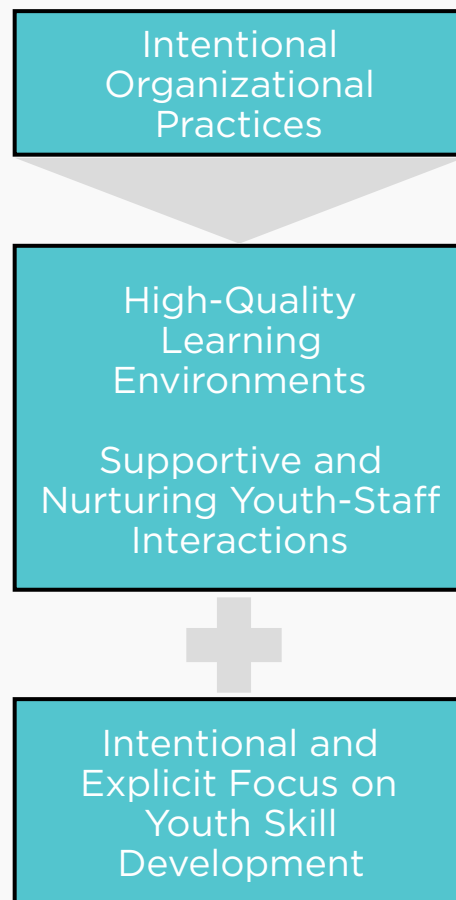 Intentional
Organizational
Practices
High-Quality
Learning
Environments
Supportive and
Nurturing Youth-Staff
Interactions
Intentional and
Explicit Focus on
Youth Skill
Development